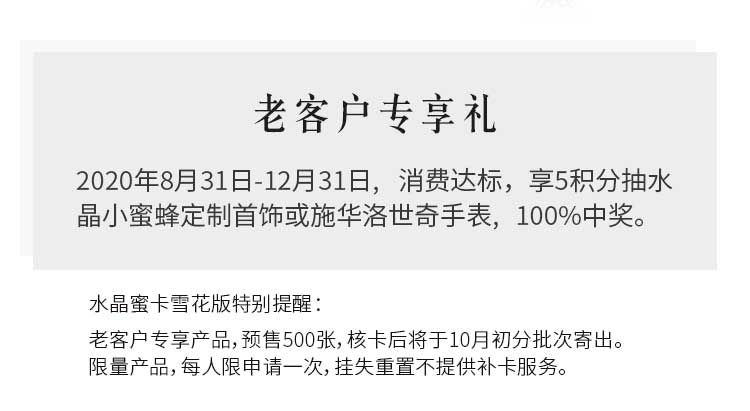 老客户专享礼
2020年8月31日-12月31日，消费达标，享5积分抽水
晶小蜜蜂定制首饰或施华洛世奇手表，100%中奖。
水晶蜜卡雪花版特别提醒：
老客户专享产品，预售500张，核卡后将于10月初分批次寄出。
限量产品，每人限申请一次，挂失重置不提供补卡服务。